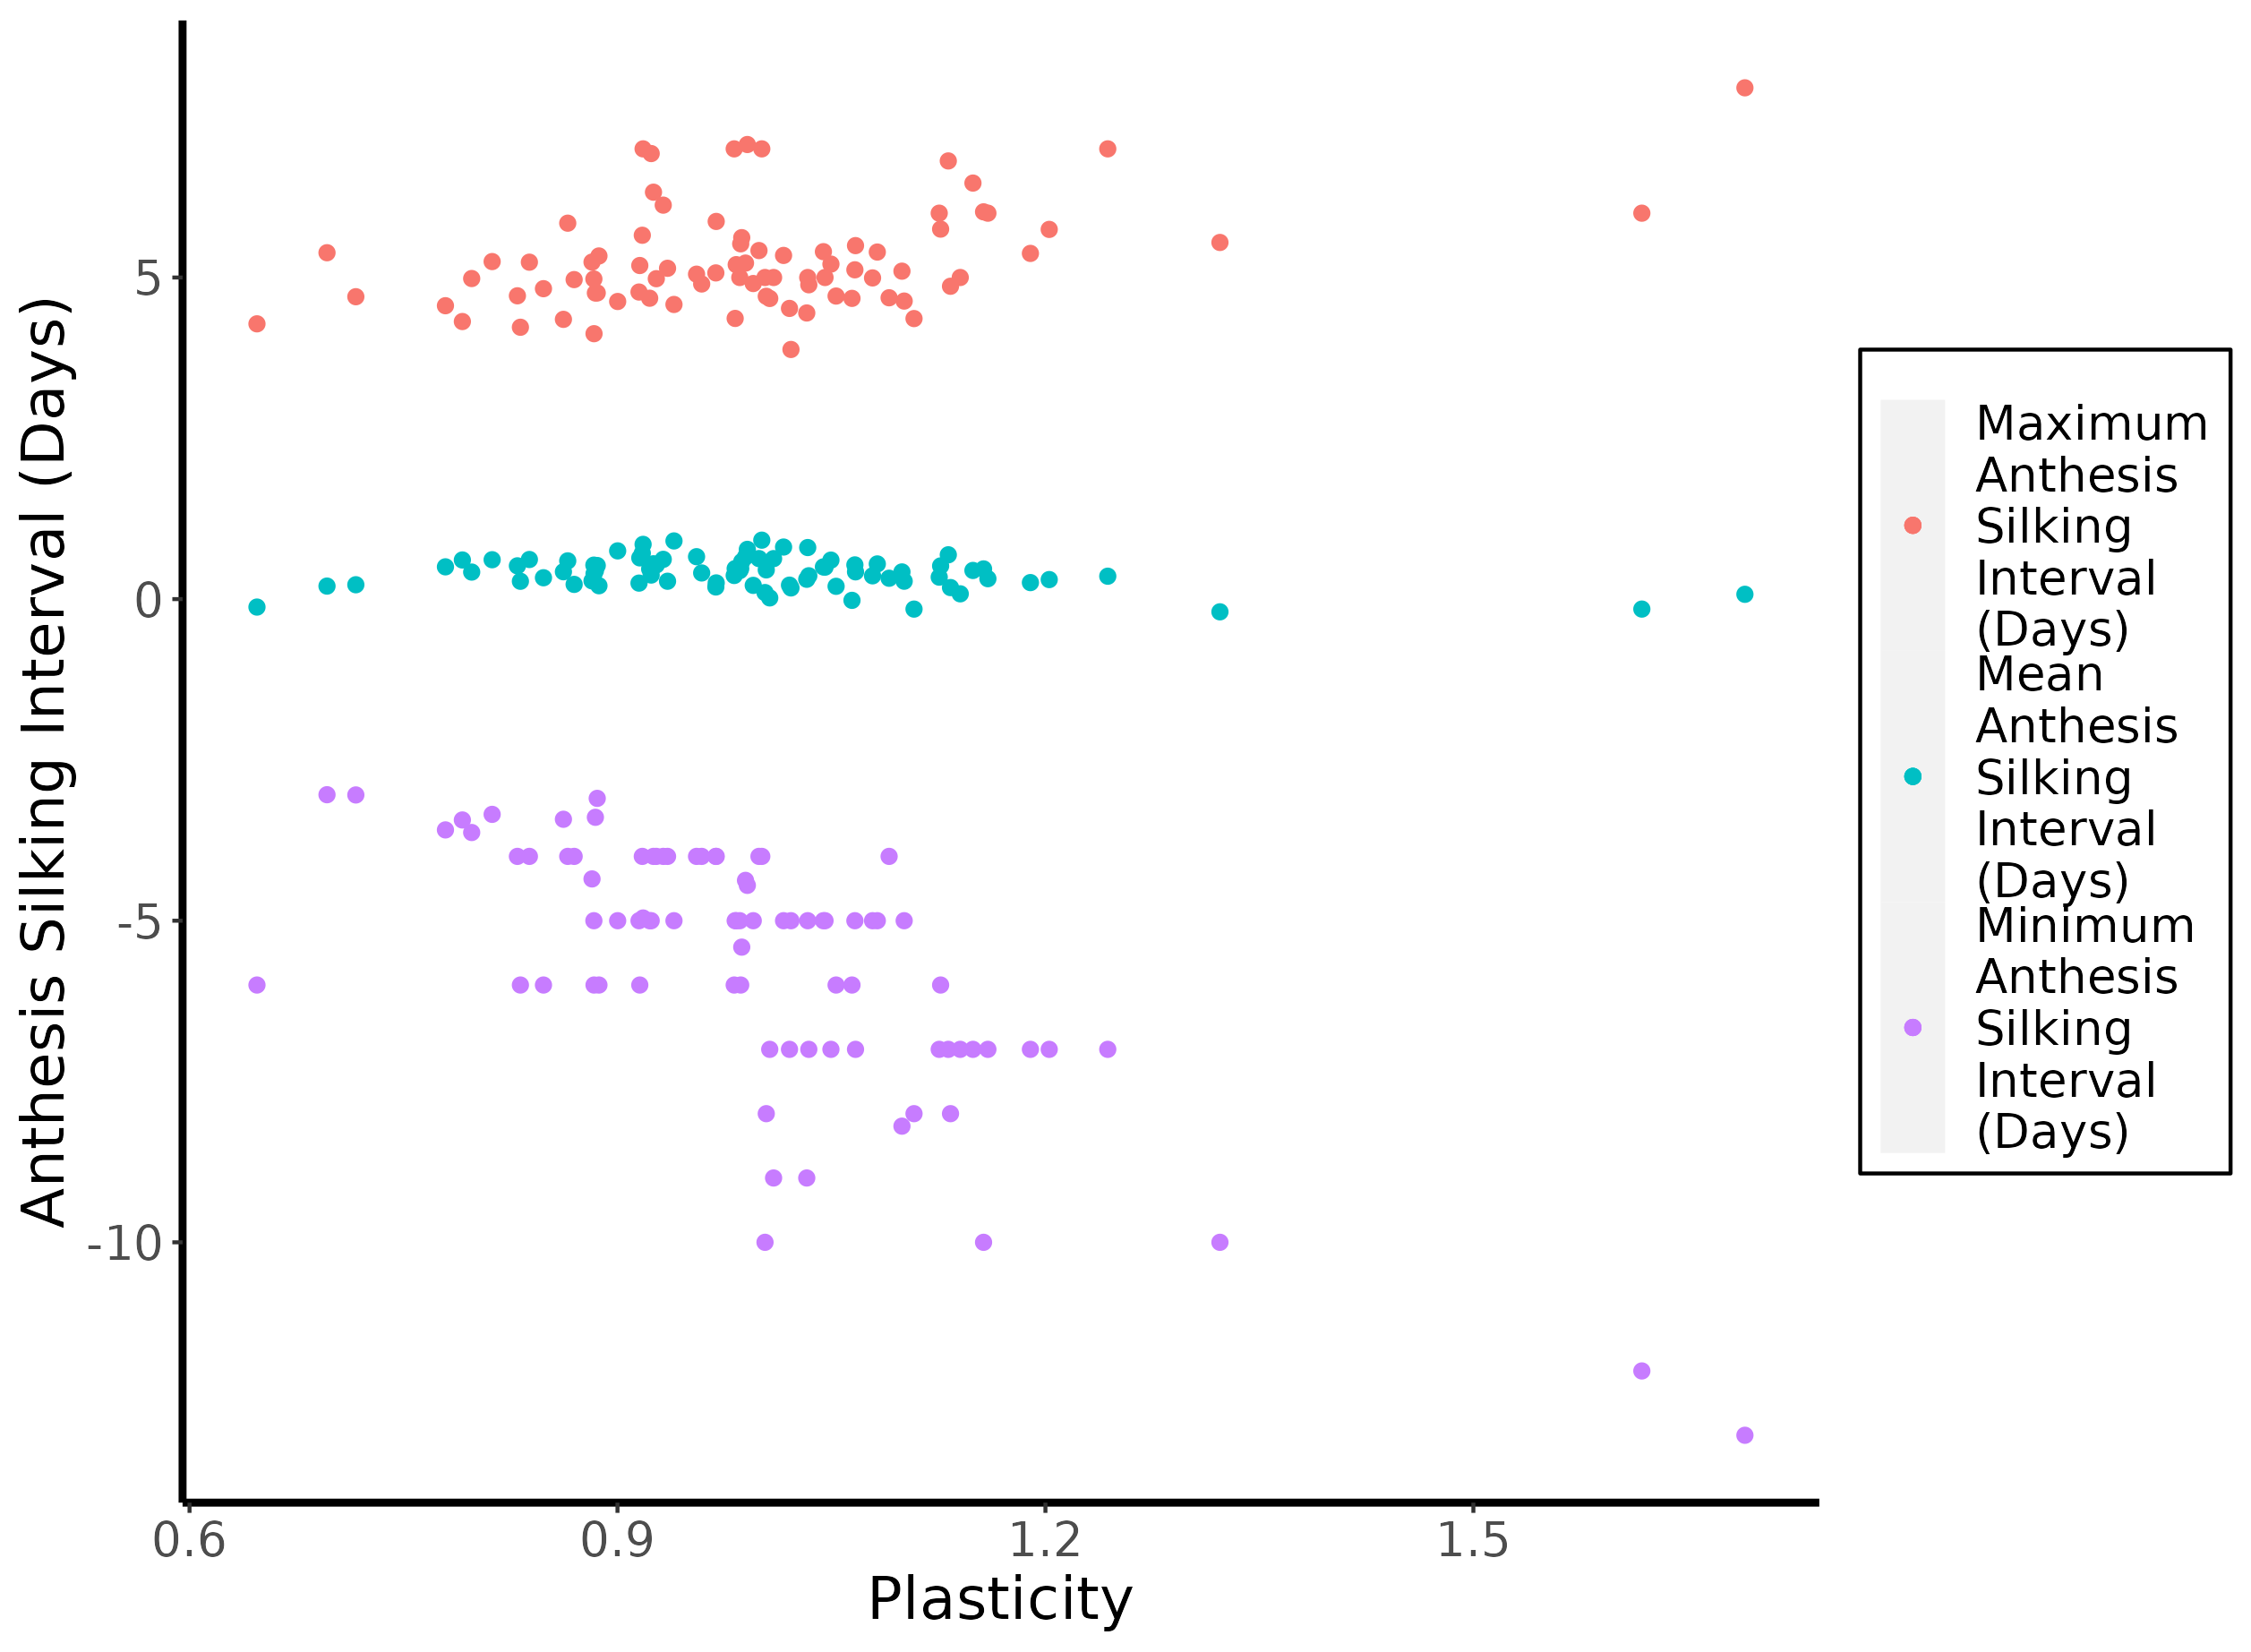 Anthesis Silking Interval (Days)
5
0
-5
-10
0.6
0.9
1.2
1.5
Plasticity
Maximum
Anthesis
Silking
Interval
(Days)
Mean
Anthesis
Silking
Interval
(Days)
Minimum
Anthesis
Silking
Interval
(Days)